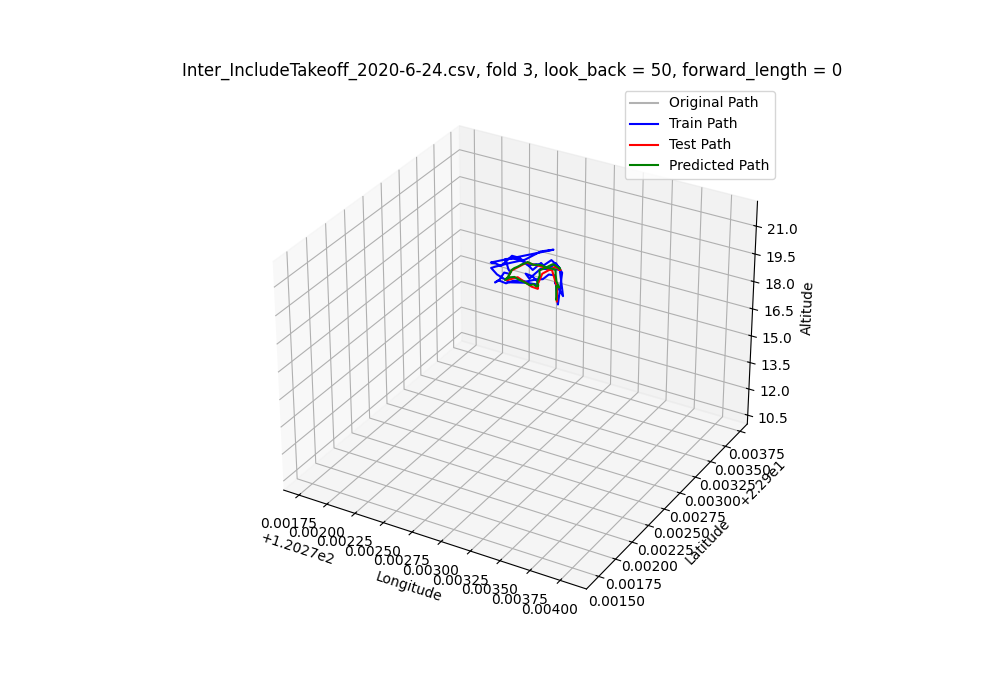 Inter_IncludeTakeoff_2020-6-24.csv, fold 3, look_back = 50, forward_length = 0
Original Path
Train Path
Test Path
Predicted Path
21.0
19.5
18.0
16.5
15.0
13.5
12.0
10.5
Altitude
0.00375
0.00350
0.00325
0.00300
0.00275
0.00250
0.00225
0.00200
0.00175
0.00150
+2.29e1
Latitude
0.00175
0.00200
0.00225
0.00250
0.00275
0.00300
0.00325
0.00350
0.00375
0.00400
+1.2027e2
Longitude